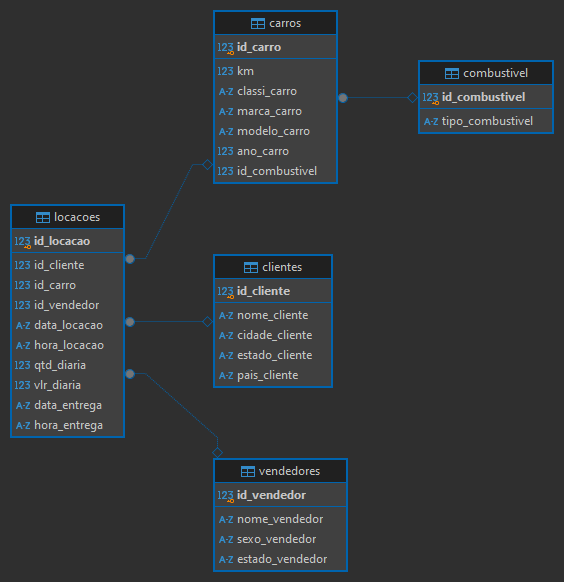 carros
123 id_carro
123 km
A-Z classi_carro
A-Z marca_carro
A-Z modelo_carro
123 ano_carro
123 id_combustivel
combustivel
123 id_combustivel
A-Z tipo_combustivel
locacoes
123 id_locacao
123 id_cliente
123 id_carro
123 id_vendedor
A-Z data_locacao
A-Z hora_locacao
123 qtd_diaria
123 vlr_diaria
A-Z data_entrega
A-Z hora_entrega
clientes
123 id_cliente
A-Z nome_cliente
A-Z cidade_cliente
A-Z estado_cliente
A-Z pais_cliente
vendedores
123 id_vendedor
A-Z nome_vendedor
A-Z sexo_vendedor
A-Z estado_vendedor